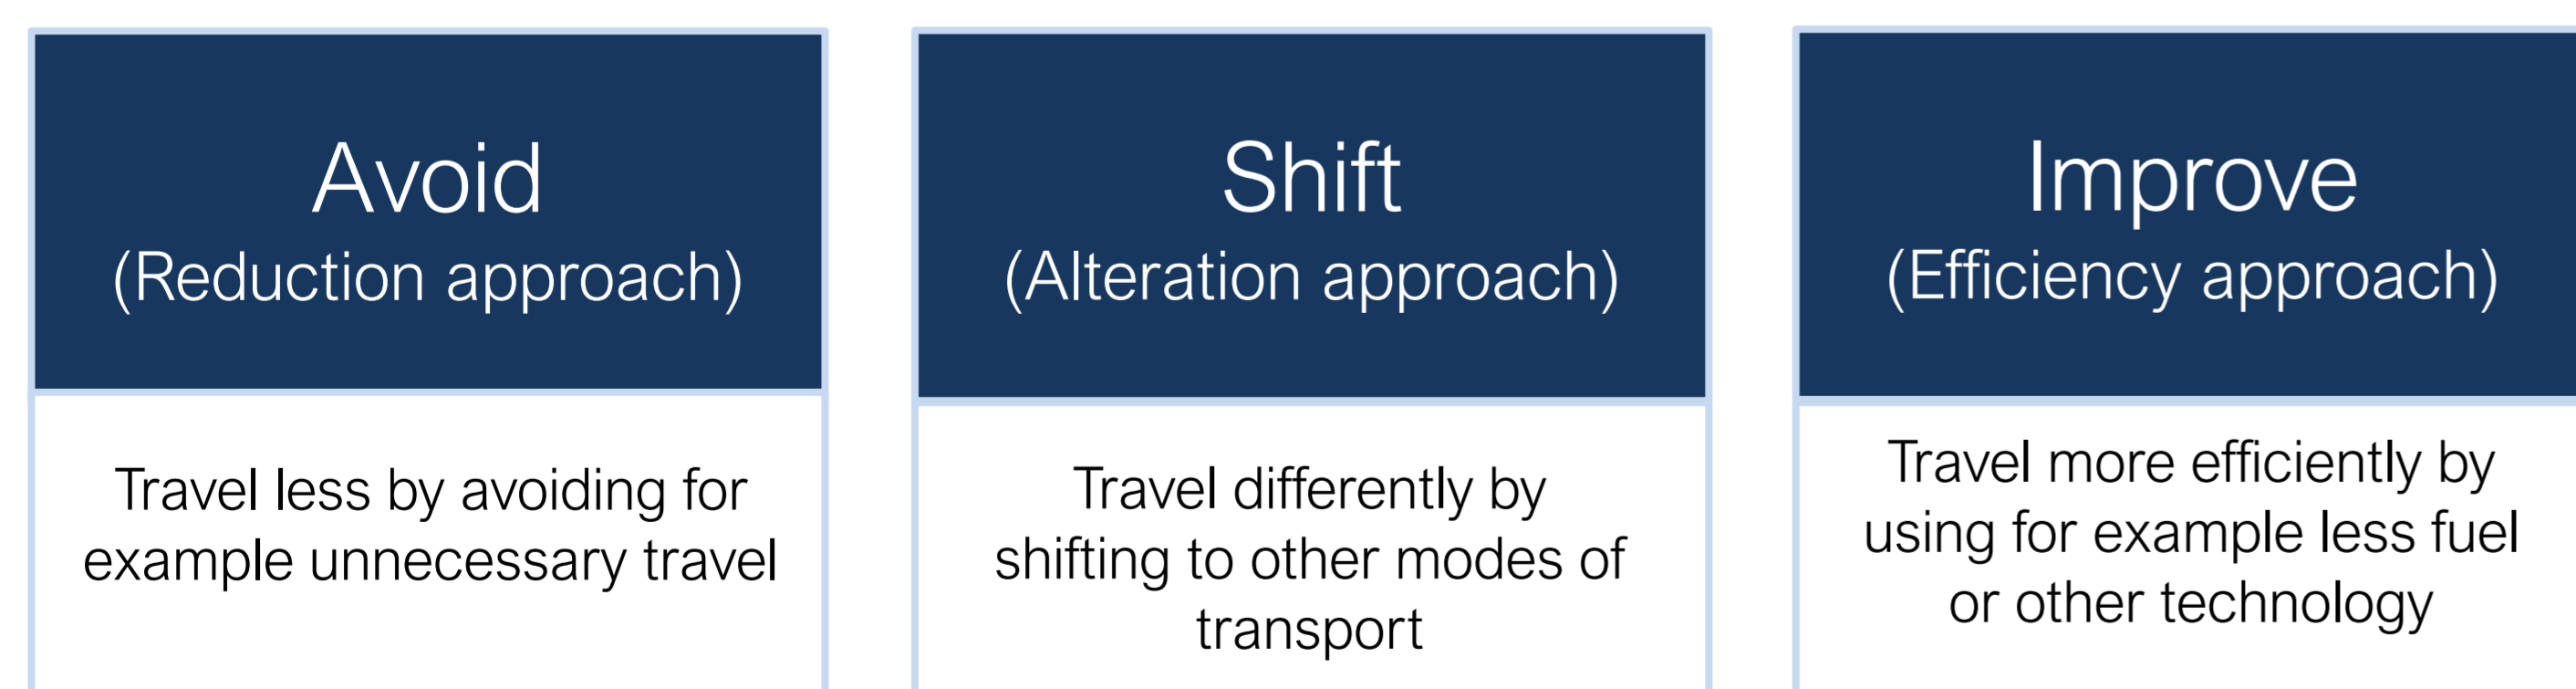 Avoid
(Reduction approach)
Travel less by avoiding for
example unnecessary travel
Shift
(Alteration approach)
Travel differently by
shifting to other modes of
transport
Improve
(Efficiency approach)
Travel more efficiently by
using for example less fuel
or other technology